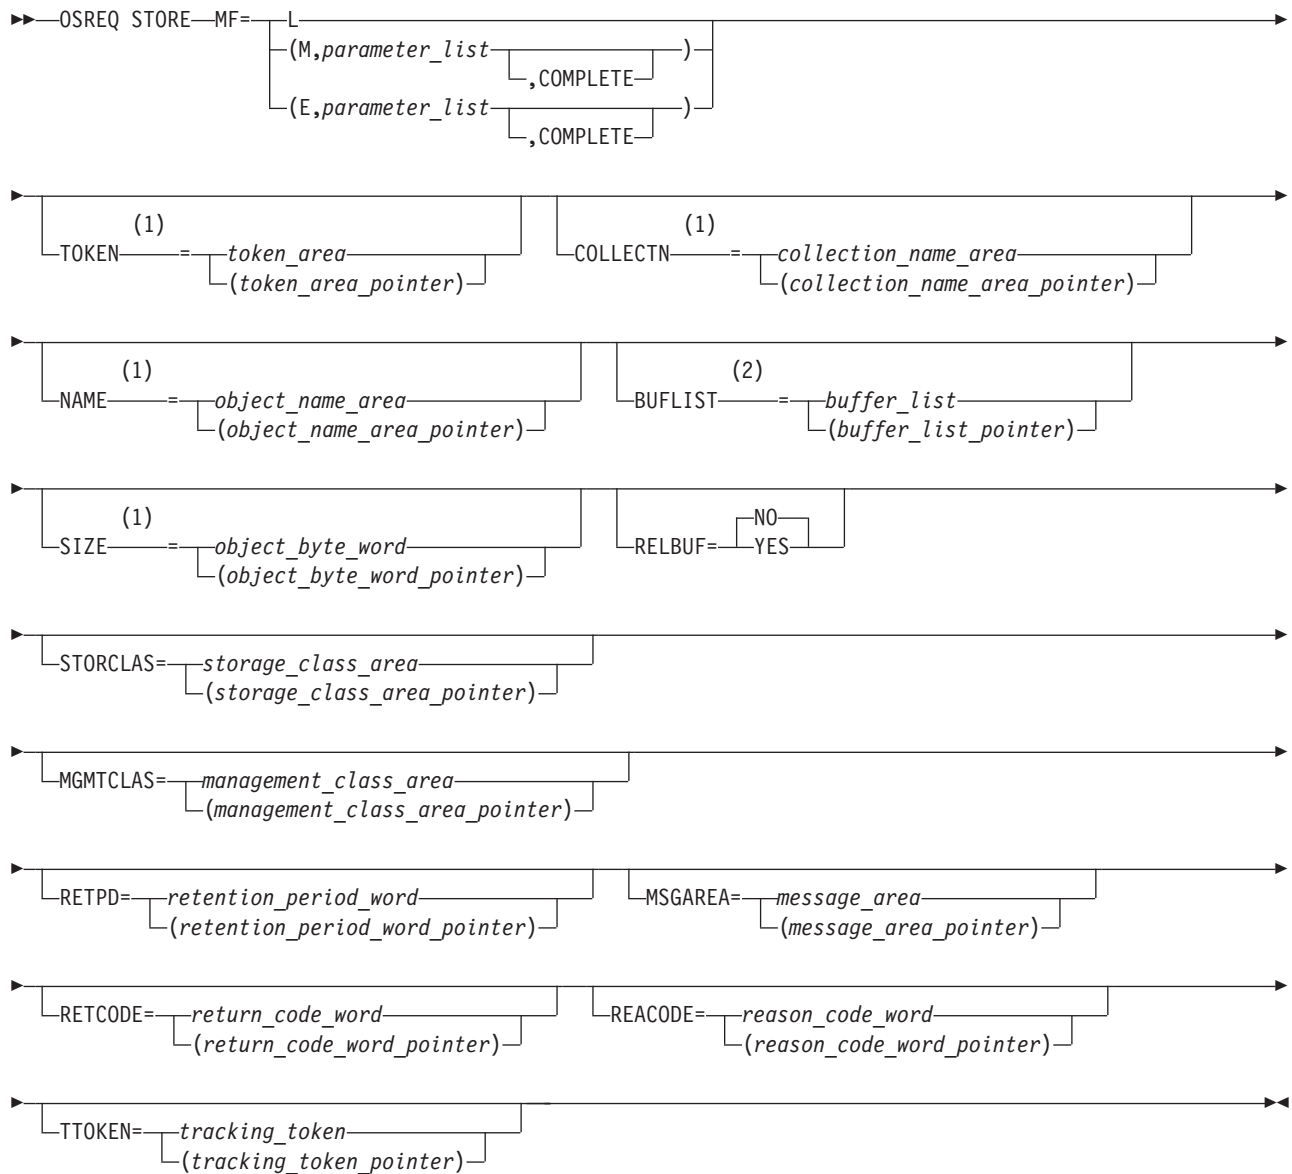 OSREQ STORE MF= L
(M,parameter_list )
,COMPLETE
(E,parameter_list )
,COMPLETE
(1) (1)
TOKEN = token_area COLLECTN = collection_name_area
(token_area_pointer) (collection_name_area_pointer)
(1) (2)
NAME = object_name_area BUFLIST = buffer_list
(object_name_area_pointer) (buffer_list_pointer)
(1) NO
SIZE = object_byte_word RELBUF= YES
(object_byte_word_pointer)
STORCLAS= storage_class_area
(storage_class_area_pointer)
MGMTCLAS= management_class_area
(management_class_area_pointer)
RETPD= retention_period_word MSGAREA= message_area
(retention_period_word_pointer) (message_area_pointer)
RETCODE= return_code_word REACODE= reason_code_word
(return_code_word_pointer) (reason_code_word_pointer)
TTOKEN= tracking_token
(tracking_token_pointer)